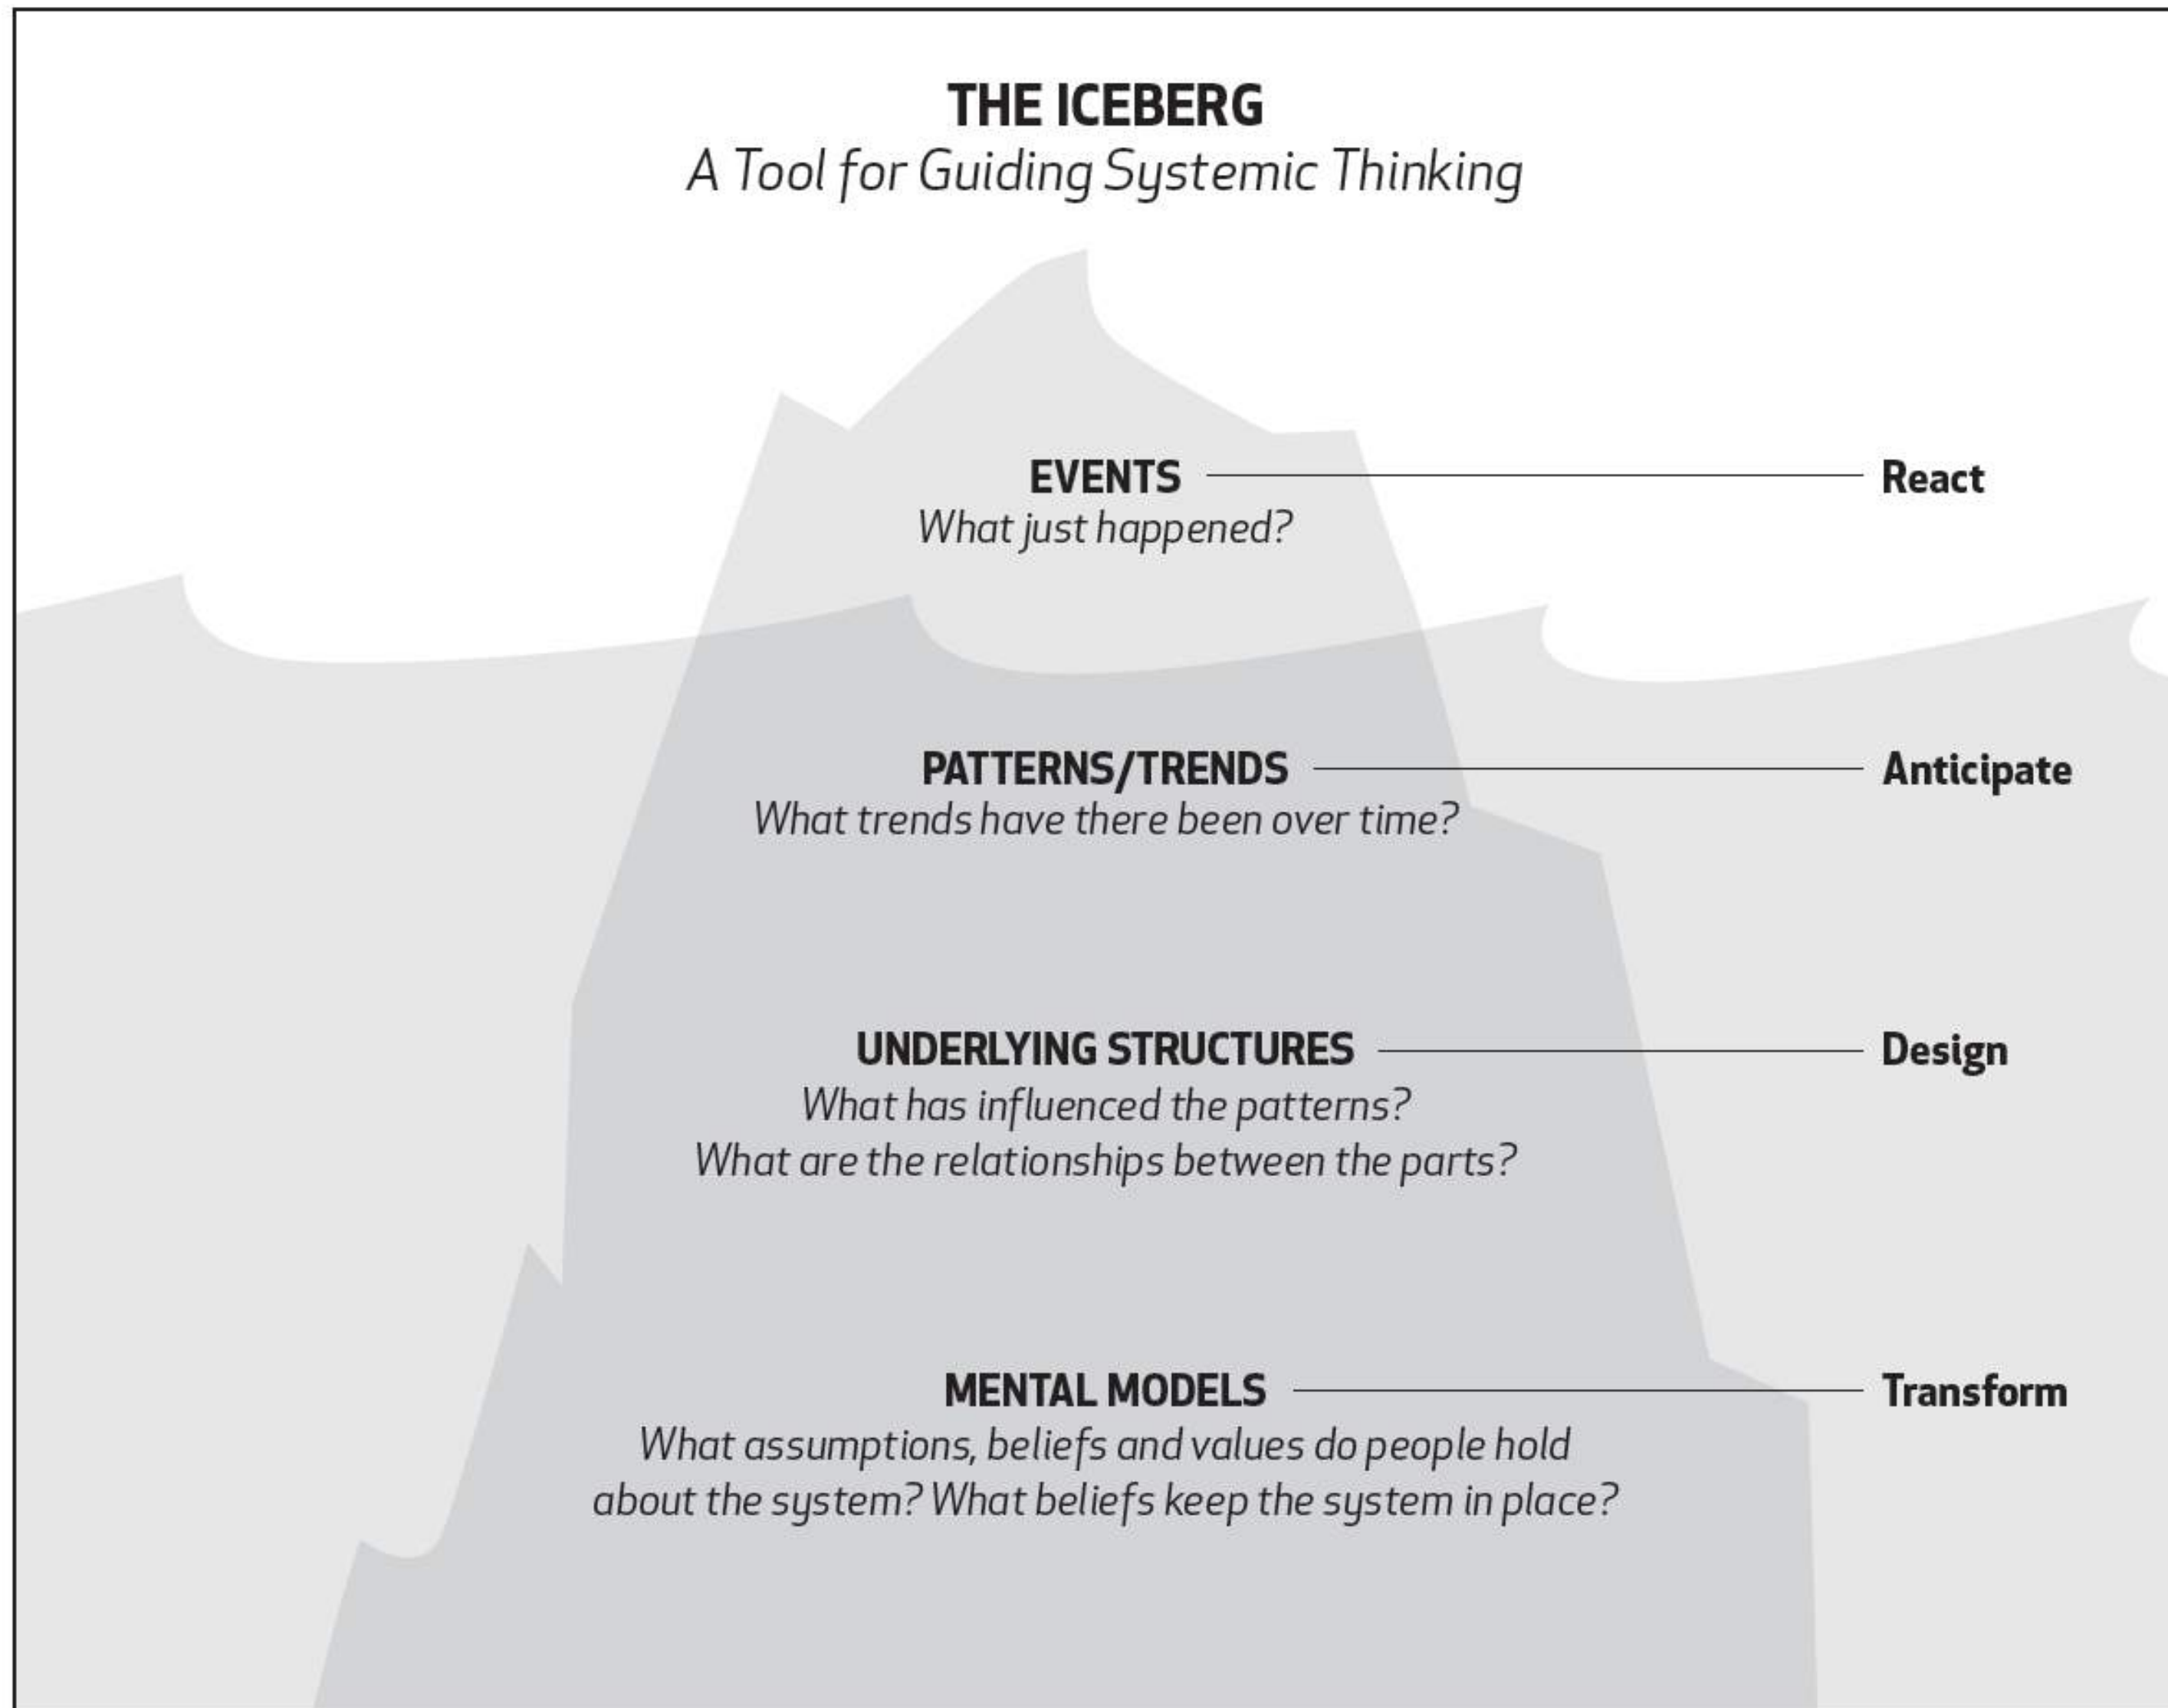 THE ICEBERG
A Tool for Guiding Systemic Thinking
EVENTS
React
What just happened?
PATTERNS/TRENDS
Anticipate
What trends have there been over time?
UNDERLYING STRUCTURES
Design
What has influenced the patterns?
What are the relationships between the parts?
MENTAL MODELS
Transform
What assumptions, beliefs and values do people hold
about the system? What beliefs keep the system in place?